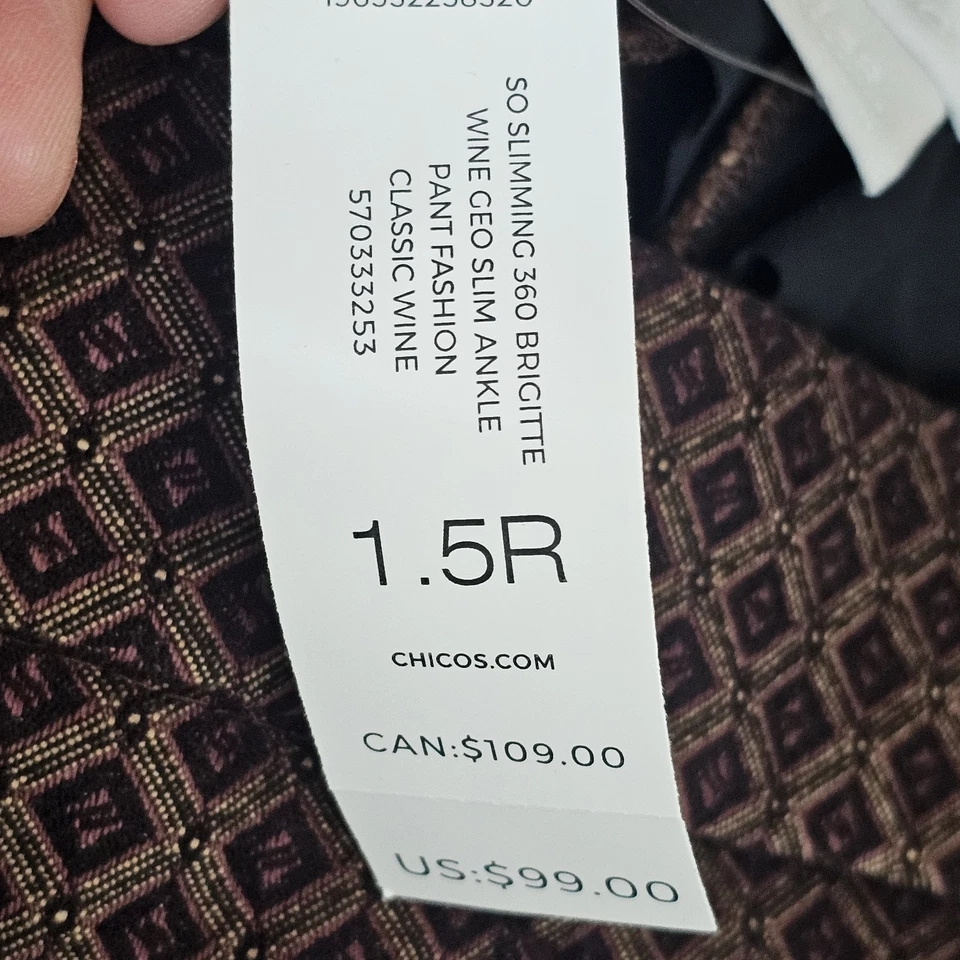 SO SLIMMING 360 BRIGITTE
WINE GEO SLIM ANKLE
PANT FASHION
CLASSIC WINE
570333253
1.5R
CHICOS.COM
CAN:$109.00
US:$99.00